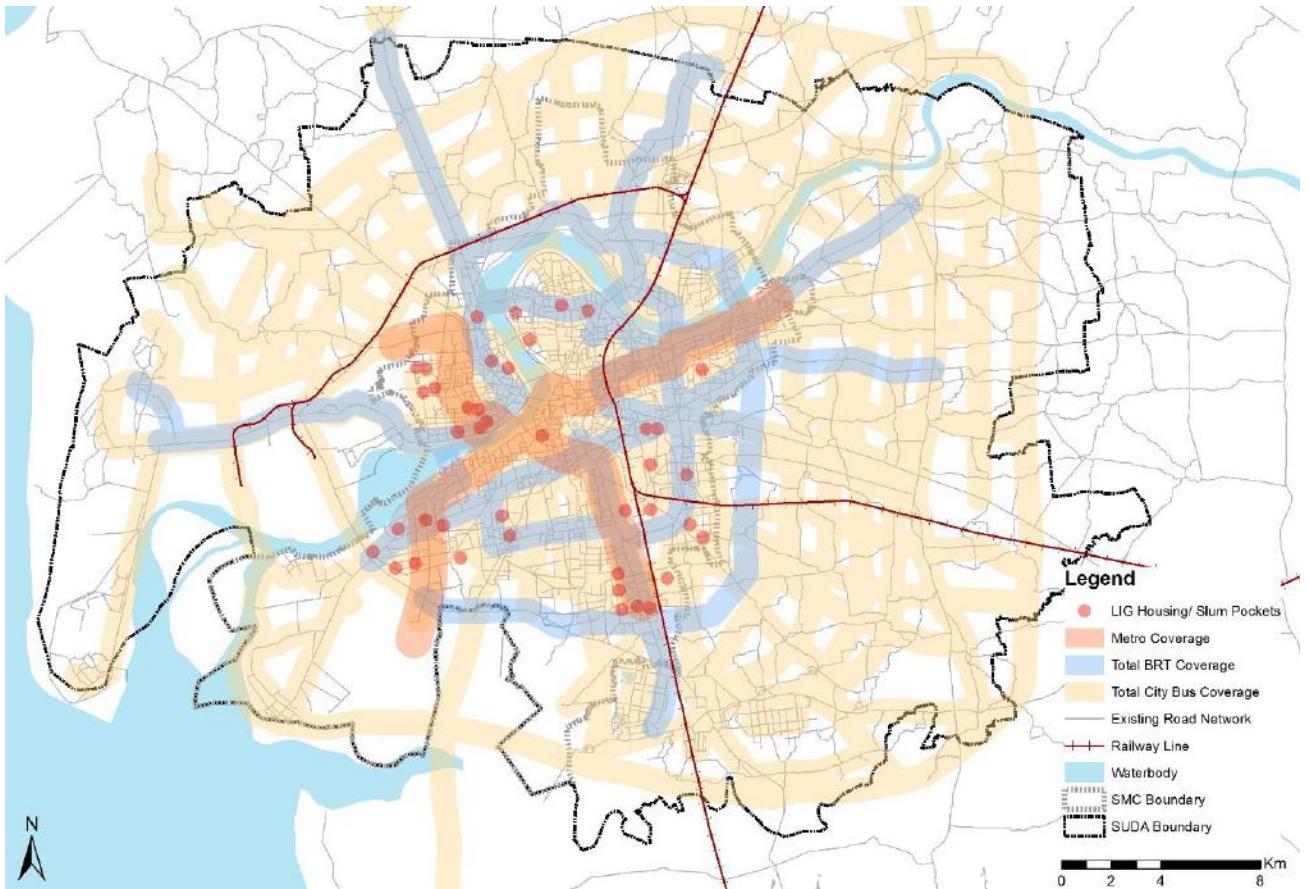 Legend
LIG Housing/ Slum Pockets
Metro Coverage
Total BRT Coverage
Total City Bus Coverage
Existing Road Network
Railway Line
Waterbody
SMC Boundary
SUDA Boundary
N
Km
0 2 4 8